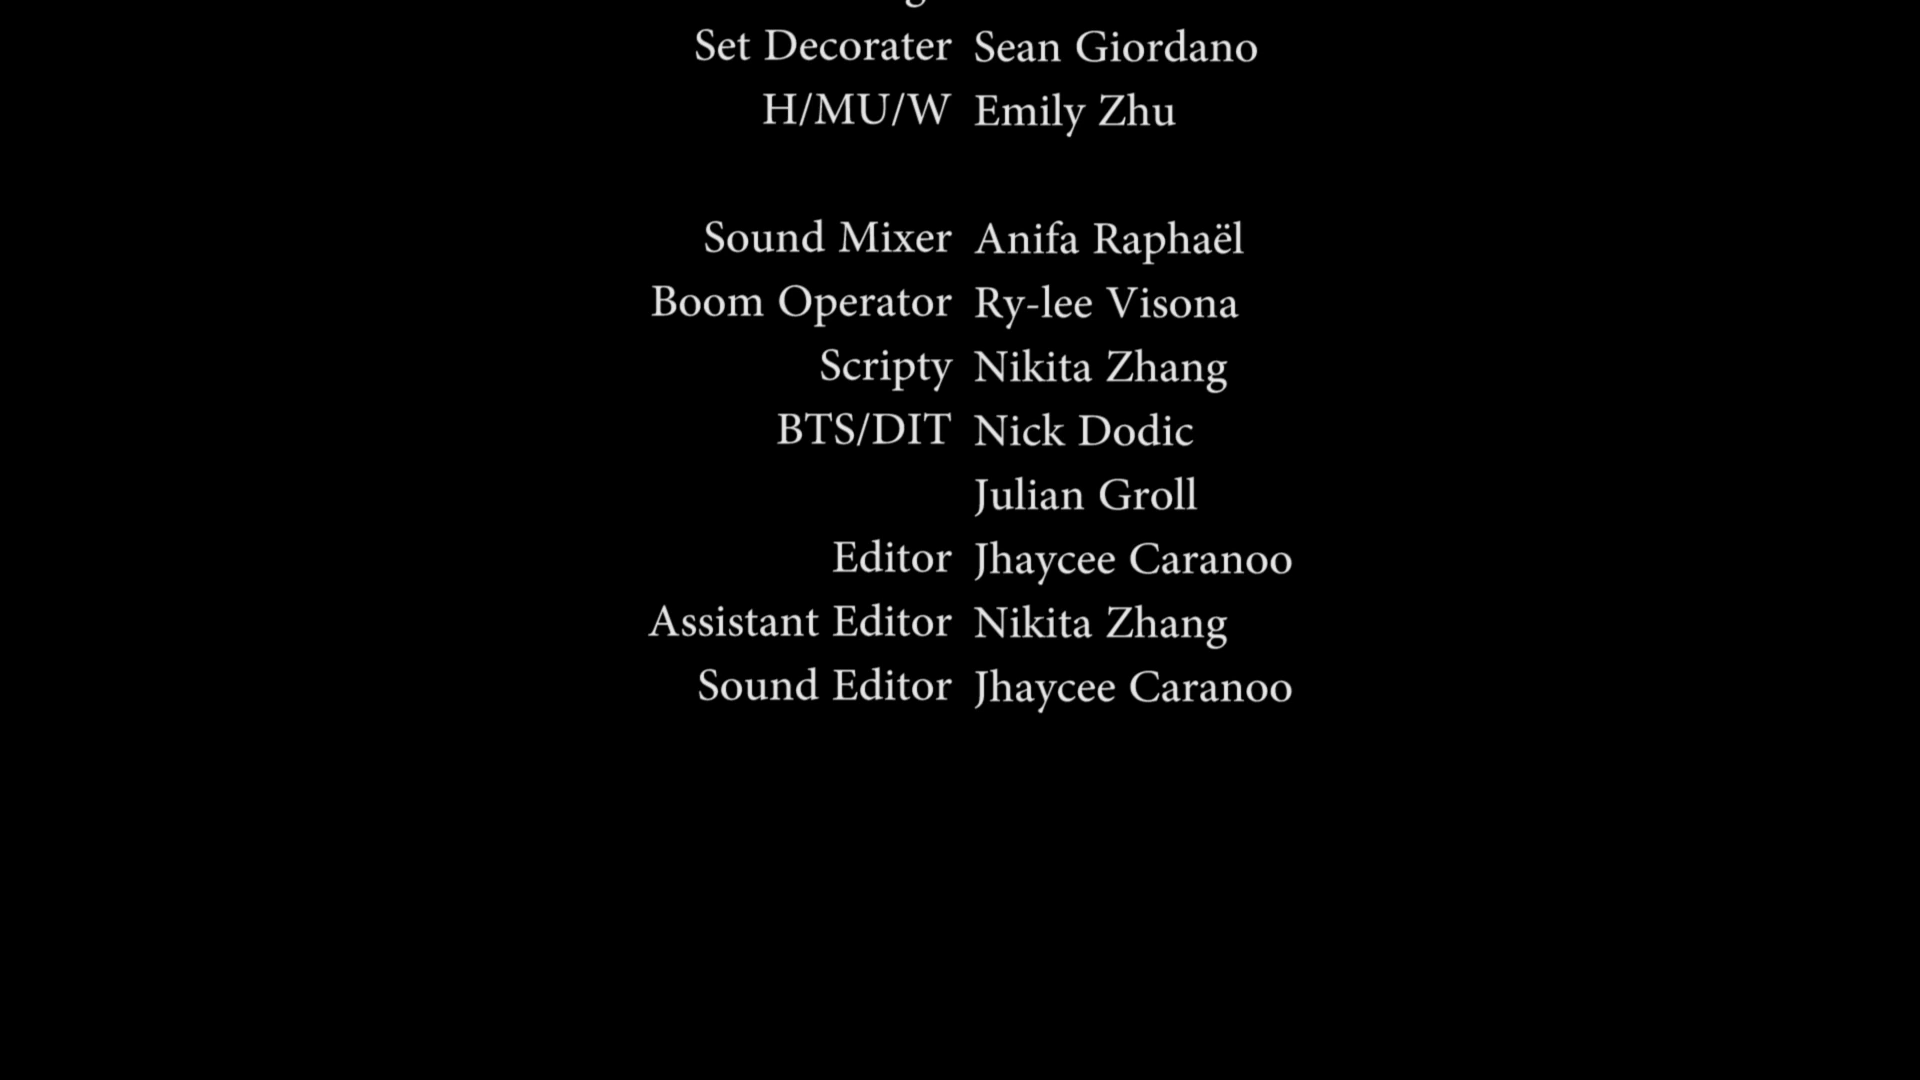 Set Decorater Sean Giordano
H/MU/W Emily Zhu
Sound Mixer Anifa Raphaël
Boom Operator Ry-lee Visona
Scripty Nikita Zhang
BTS/DIT Nick Dodic
Julian Groll
Editor Jhaycee Caranoo
Assistant Editor Nikita Zhang
Sound Editor Jhaycee Caranoo